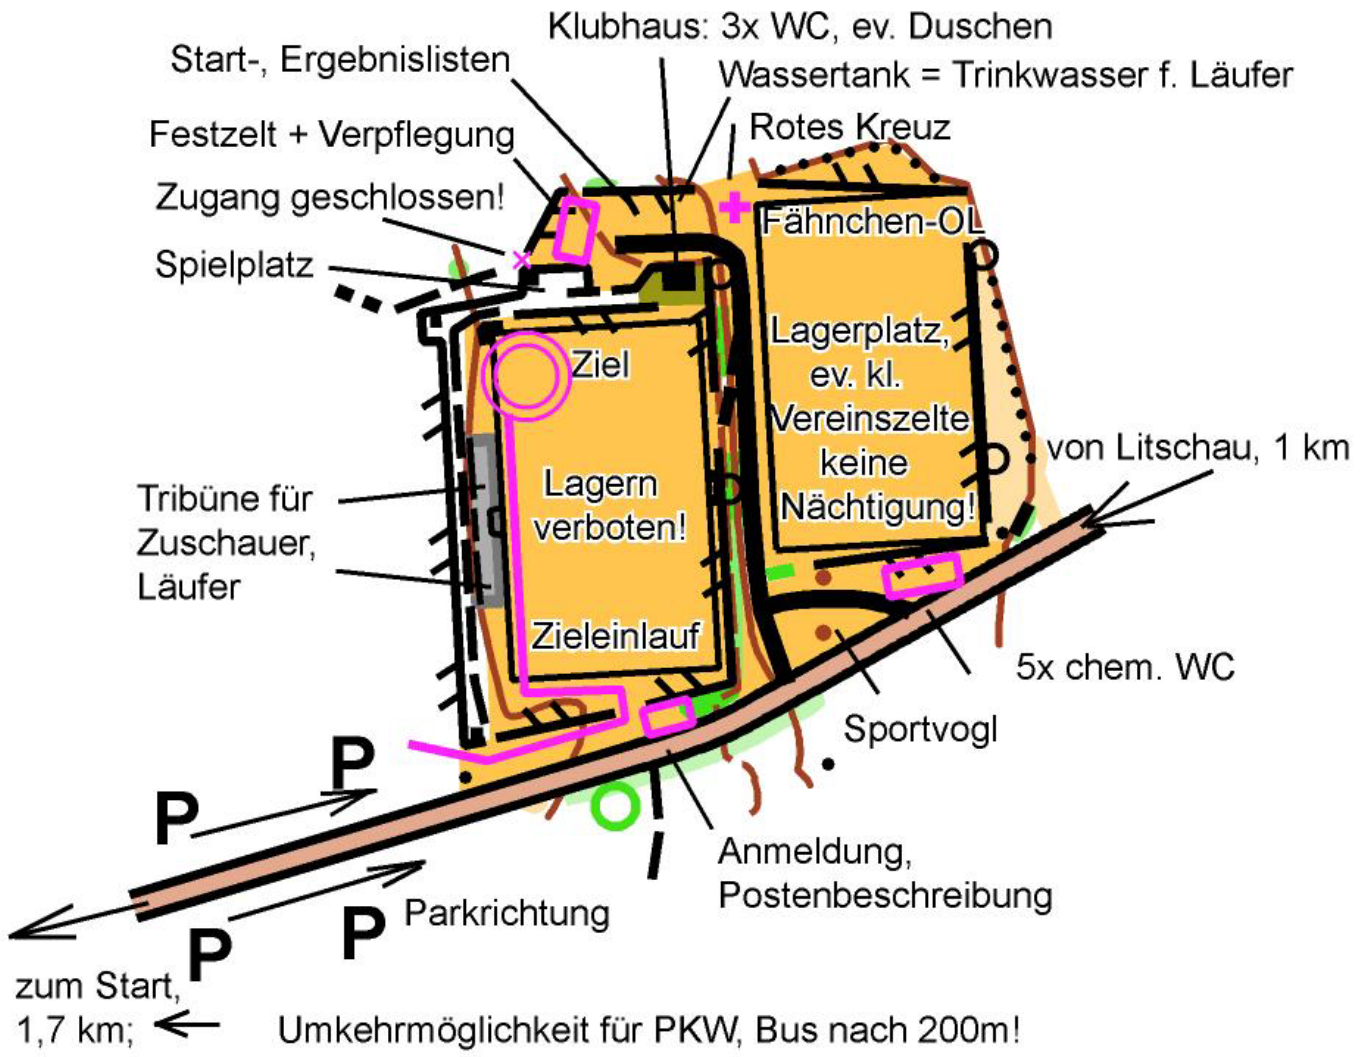 Klubhaus: 3x WC, ev. Duschen
Start-, Ergebnislisten
Wassertank = Trinkwasser f. Läufer
Festzelt + Verpflegung
Rotes Kreuz
Zugang geschlossen!
Fähnchen-OL
Spielplatz
Lagerplatz,
ev. kl.
Vereinszelte
keine
Nächtigung!
Ziel
von Litschau, 1 km
Lagern
verboten!
Tribüne für
Zuschauer,
Läufer
Zieleinlauf
5x chem. WC
Sportvogl
P
P
Anmeldung,
Postenbeschreibung
Parkrichtung
P
P
zum Start,
1,7 km;
Umkehrmöglichkeit für PKW, Bus nach 200m!